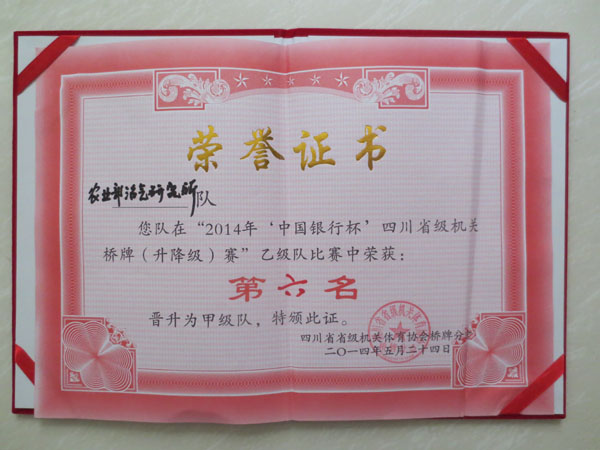 荣誉证书
农业部沼气研究所队
您队在“2014年‘中国银行杯’四川省级机关
桥牌(升降级)赛”乙级队比赛中荣获:
第六名
晋升为甲级队,特颁此证。
四川省省级机关体育协会桥牌分
二〇一四年五月二十四日